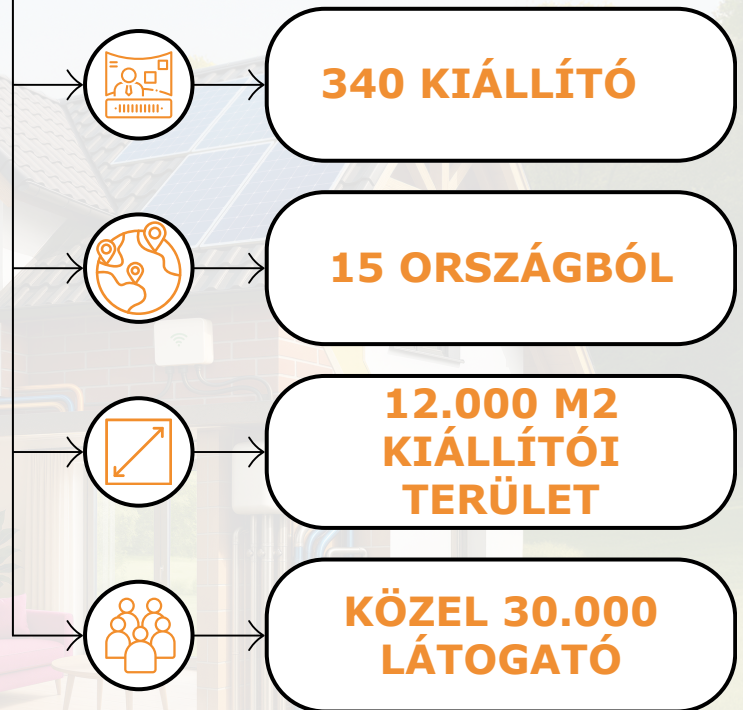 340 KIÁLLÍTÓ
15 ORSZÁGBÓL
12.000 M2
KIÁLLÍTÓI
TERÜLET
KÖZEL 30.000
LÁTOGATÓ